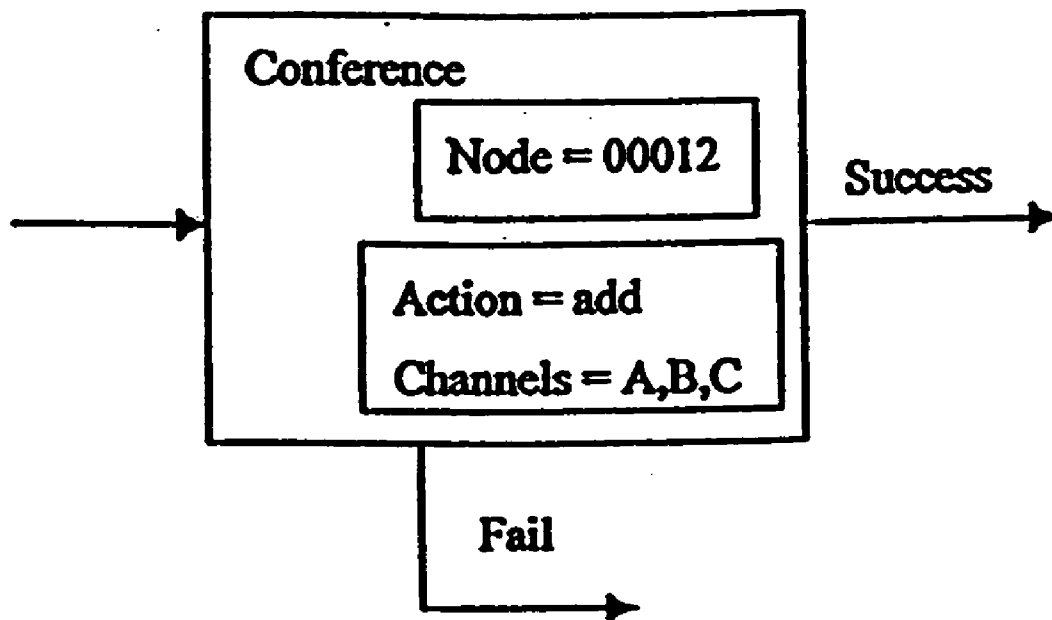 Conference
Node = 00012
Success
Action = add
Channels = A,B,C
Fail